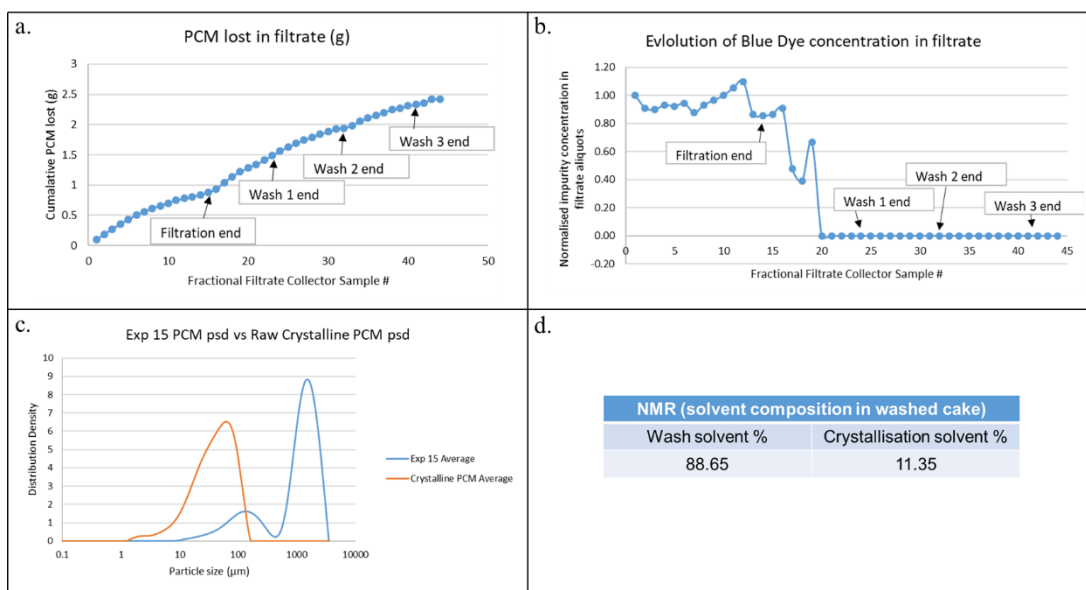 a.
PCM lost in filtrate (g)
Cumalative PCM lost (g)
3
2.5
2
1.5
1
0.5
0
0
10
20
30
40
50
Wash 3 end
Wash 2 end
Wash 1 end
Filtration end
Fractional Filtrate Collector Sample #
b.
Evlolution of Blue Dye concentration in filtrate
Normalised impurity concentration in
filtrate aliquots
1.20
1.00
0.80
0.60
0.40
0.20
0.00
-0.20
0
5
10
15
20
25
30
35
40
45
Filtration end
Wash 2 end
Wash 1 end
Wash 3 end
Fractional Filtrate Collector Sample #
c.
Exp 15 PCM psd vs Raw Crystalline PCM psd
Distribution Density
10
9
8
7
6
5
4
3
2
1
0
0.1
1
10
100
1000
10000
Particle size (μm)
Exp 15 Average
Crystalline PCM Average
d.
NMR (solvent composition in washed cake)
Wash solvent %
Crystallisation solvent %
88.65
11.35